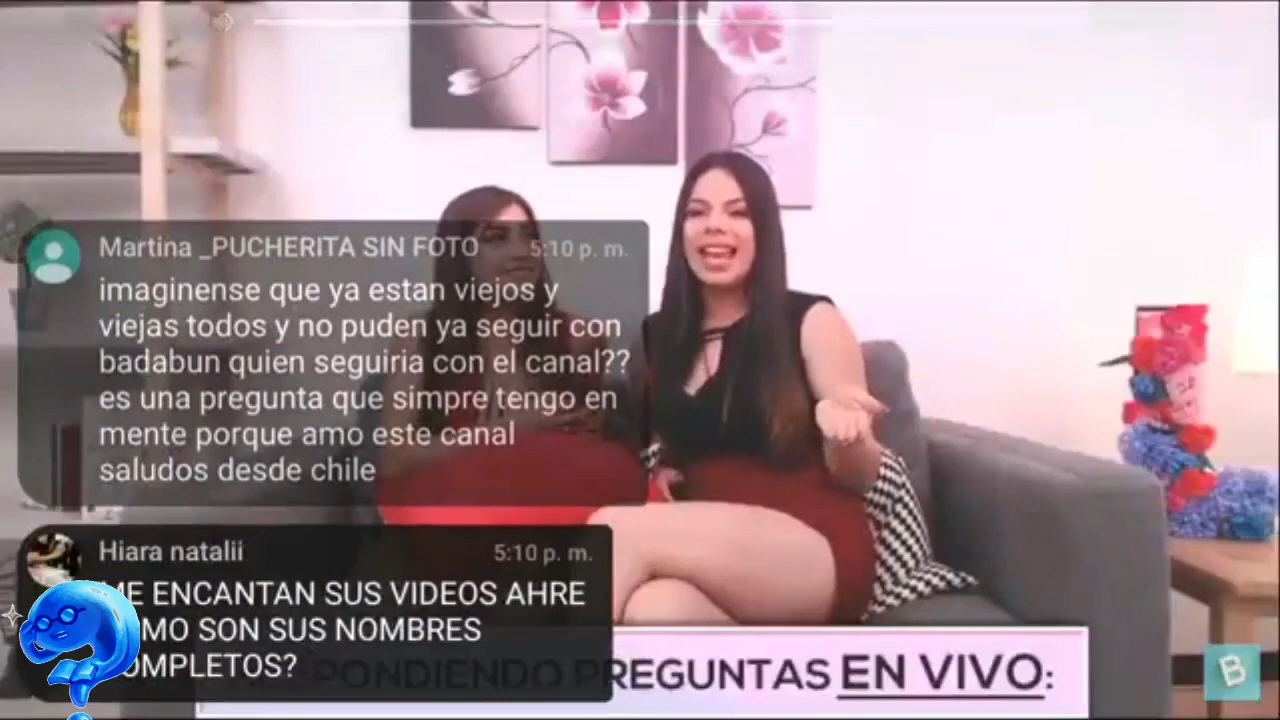 Martina _PUCHERITA SIN FOTO 5:10 p. m.
imaginense que ya estan viejos y
viejas todos y no puden ya seguir con
badabun quien seguiria con el canal??
es una pregunta que simpre tengo en
mente porque amo este canal
saludos desde chile
Hiara natalii 5:10 p. m.
ME ENCANTAN SUS VIDEOS AHRE
OMO SON SUS NOMBRES
OMPLETOS?
PONDIENDO PREGUNTAS EN VIVO:
B